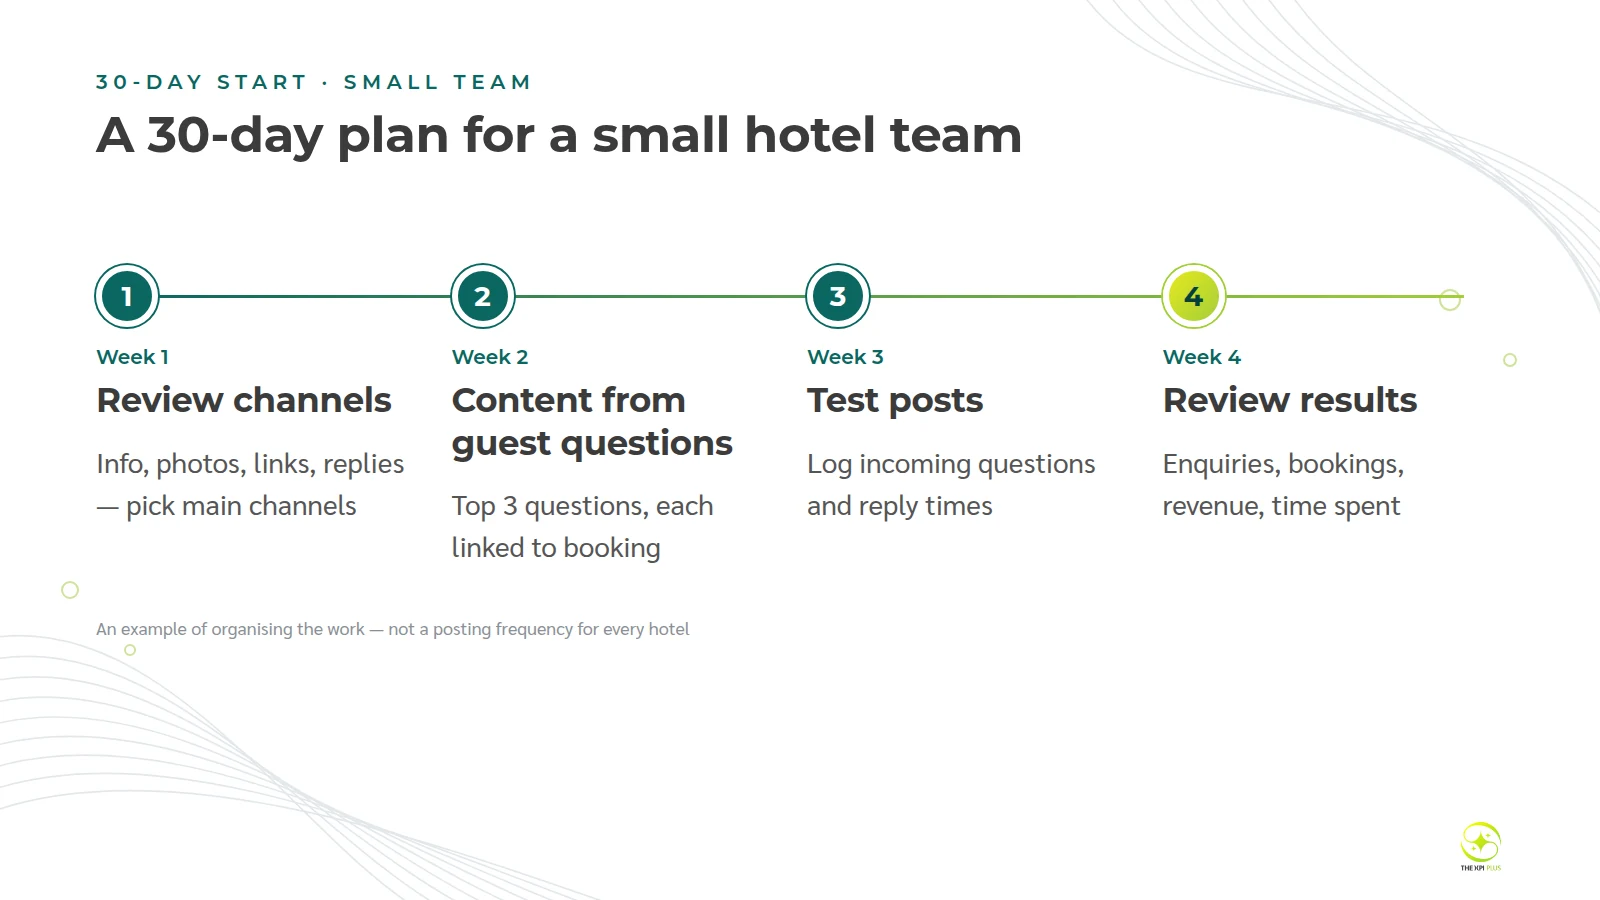 30-DAY START · SMALL TEAM
A 30-day plan for a small hotel team
1
Week 1
Review channels
Info, photos, links, replies
— pick main channels
2
Week 2
Content from
guest questions
Top 3 questions, each
linked to booking
3
Week 3
Test posts
Log incoming questions
and reply times
4
Week 4
Review results
Enquiries, bookings,
revenue, time spent
An example of organising the work — not a posting frequency for every hotel
THE XPI PLUS